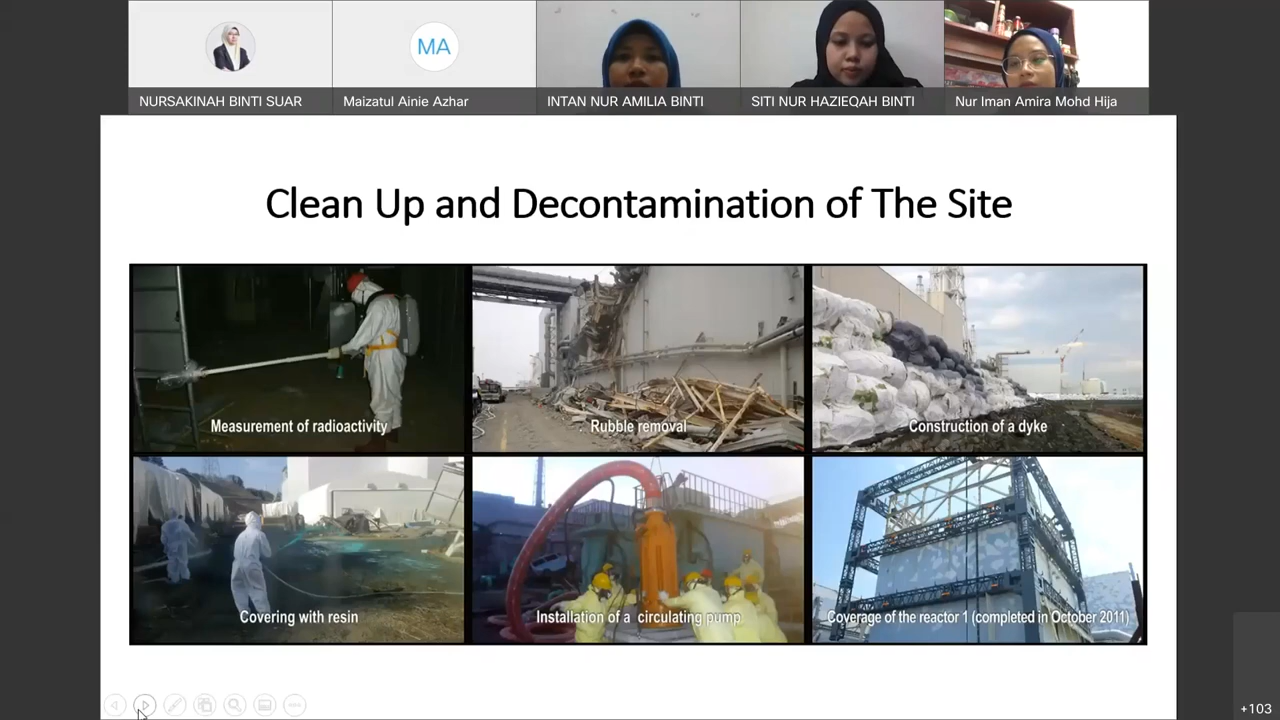 NURSAKINAH BINTI SUAR
MA
Maizatul Ainie Azhar
INTAN NUR AMILIA BINTI
SITI NUR HAZIEQAH BINTI
Nur Iman Amira Mohd Hija
Clean Up and Decontamination of The Site
Measurement of radioactivity
Rubble removal
Construction of a dyke
Covering with resin
Installation of a circulating pump
Coverage of the reactor 1 (completed in October 2011)
+103